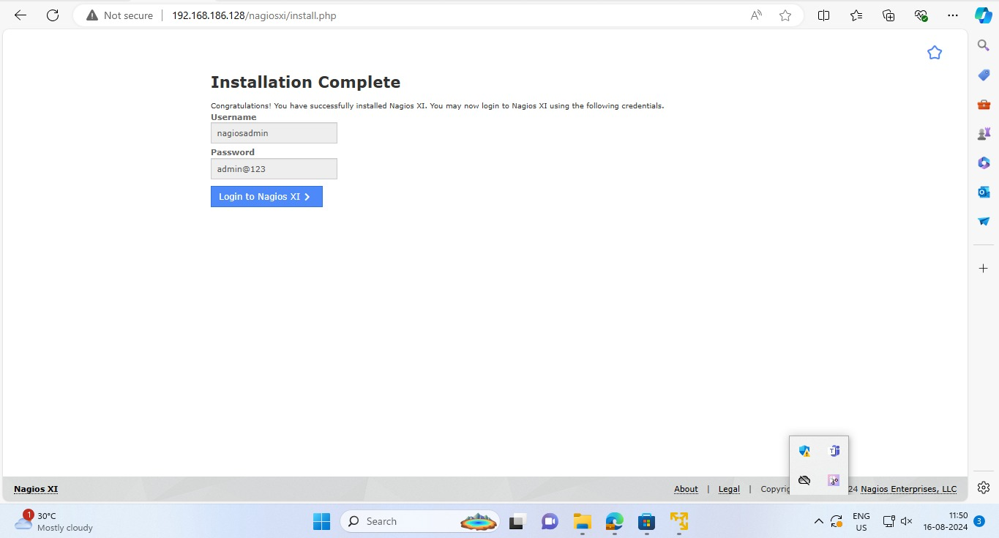 Not secure | 192.168.186.128/nagiosxi/install.php
Installation Complete
Congratulations! You have successfully installed Nagios XI. You may now login to Nagios XI using the following credentials.
Username
nagiosadmin
Password
admin@123
Login to Nagios XI
Nagios XI
About | Legal | Copyrig 24 Nagios Enterprises, LLC
1
30°C
Mostly cloudy
Search
ENG
US
11:50
16-08-2024
3